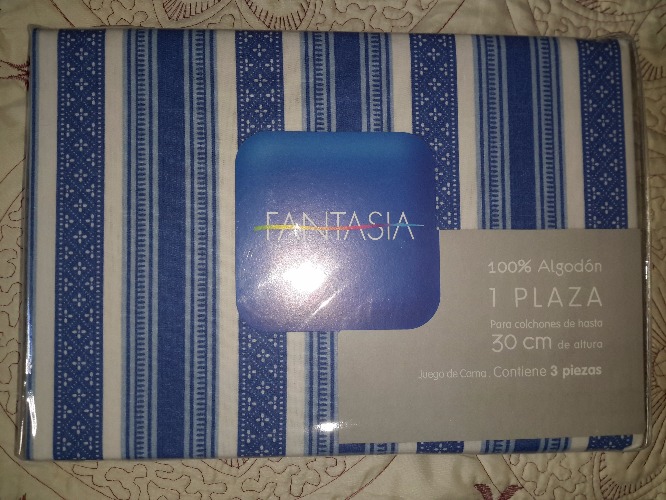 FANTASIA
100% Algodón
1 PLAZA
Para colchones de hasta
30 cm de altura
Juego de Cama. Contiene 3 piezas